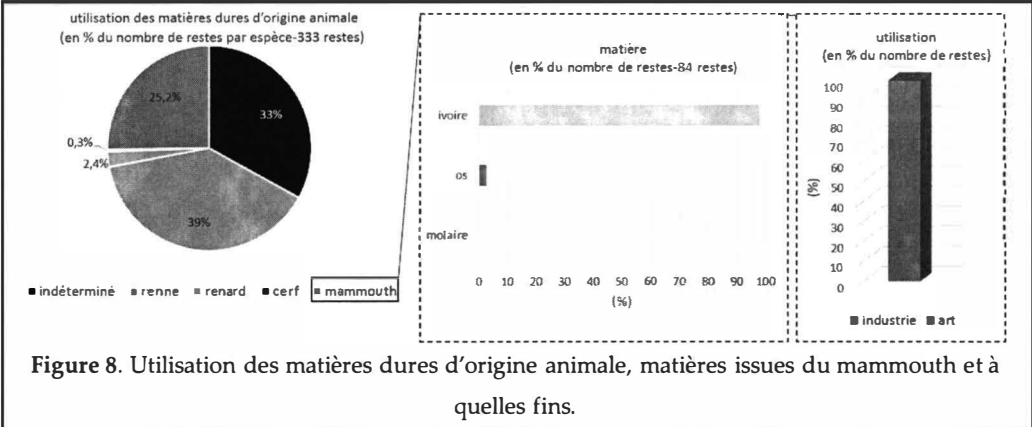 utilisation des matières dures d'origine animale
(en % du nombre de restes par espèce-333 restes)
25,2%
33%
0,3%
2,4%
39%
■ indéterminé ■ renne ■ renard ■ cerf ■ mammouth
matière
(en % du nombre de restes-84 restes)
ivoire
os
molaire
0 10 20 30 40 50 60 70 80 90 100
(%)
utilisation
(en % du nombre de restes)
100
90
80
70
60
50
40
30
20
10
0
(%)
■ industrie ■ art
Figure 8. Utilisation des matières dures d'origine animale, matières issues du mammouth et à
quelles fins.